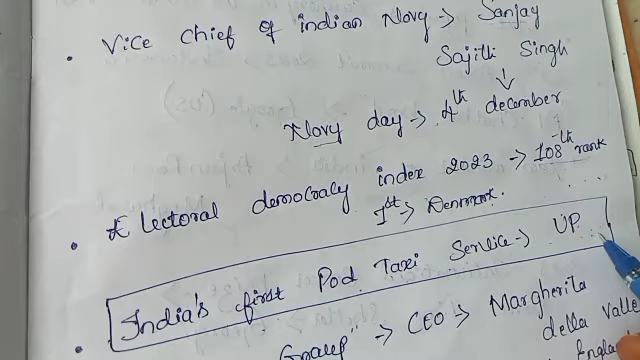 • Vice chief of indian Navy → Sanjay
Sajith Singh
↓
Navy day → 4th december
• Electoral democracy index 2023 → 108th rank
1st → Denmark.
India's first Pod Taxi Service → UP
• Group" → CEO → Margherita
della Valle
England